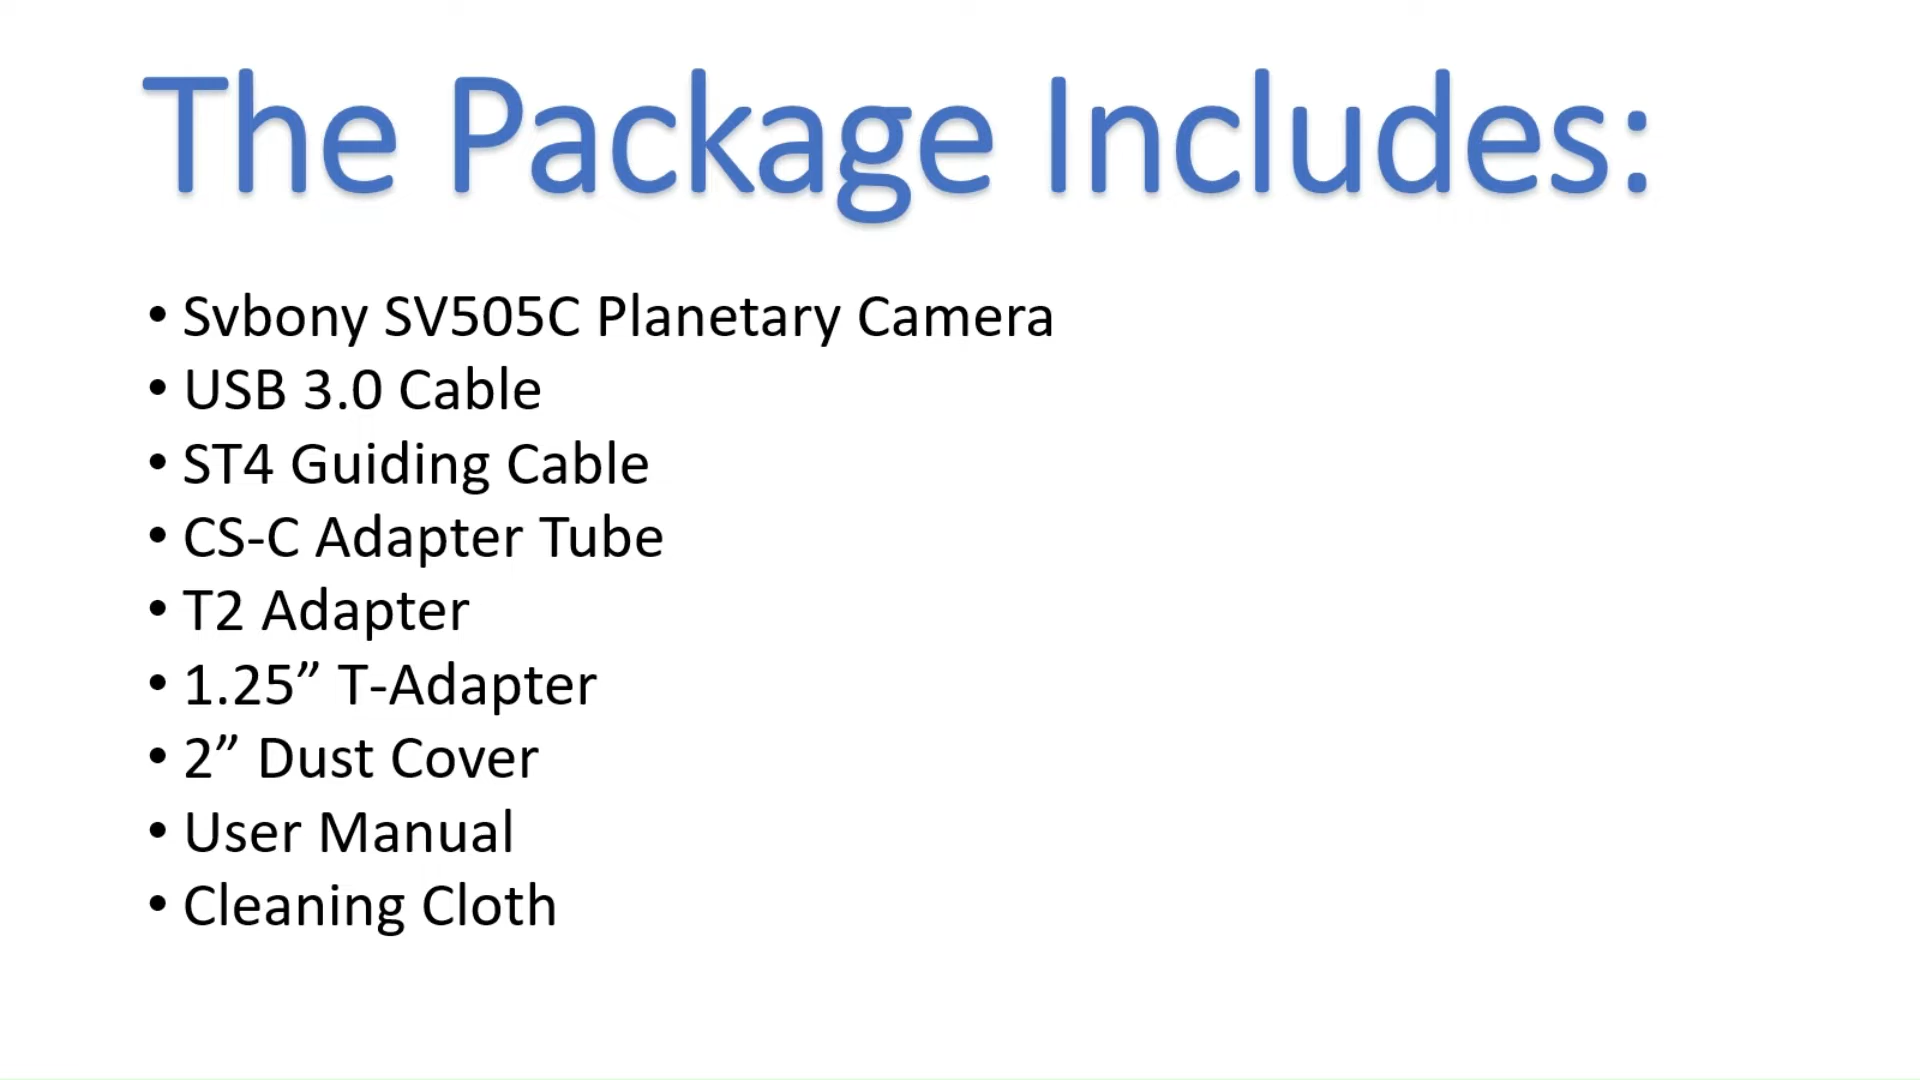 The Package Includes:
• Svbony SV505C Planetary Camera
• USB 3.0 Cable
• ST4 Guiding Cable
• CS-C Adapter Tube
• T2 Adapter
• 1.25” T-Adapter
• 2” Dust Cover
• User Manual
• Cleaning Cloth